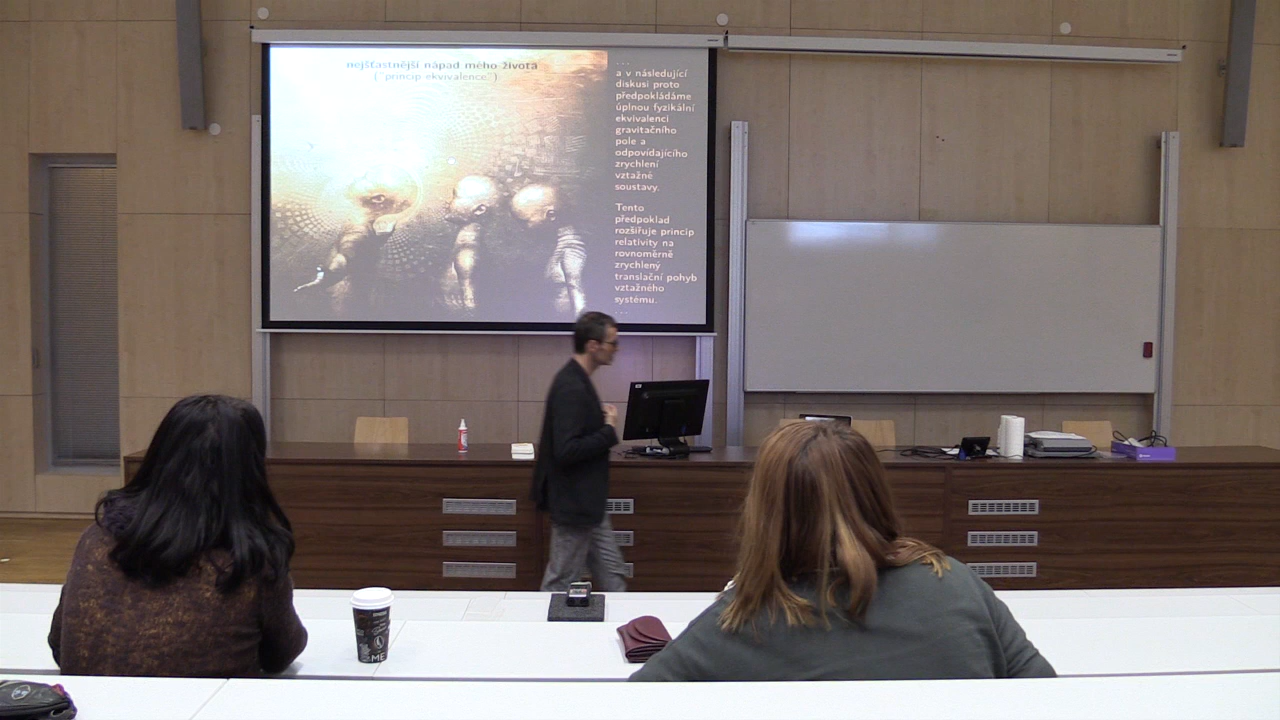 nejšťastnější nápad mého života
("princip ekvivalence")
...
a v následující
diskusi proto
předpokládáme
úplnou fyzikální
ekvivalenci
gravitačního
pole a
odpovídajícího
zrychlení
vztažné
soustavy.
Tento
předpoklad
rozšiřuje princip
relativity na
rovnoměrně
zrychlený
translační pohyb
vztažného
systému.
...
ME